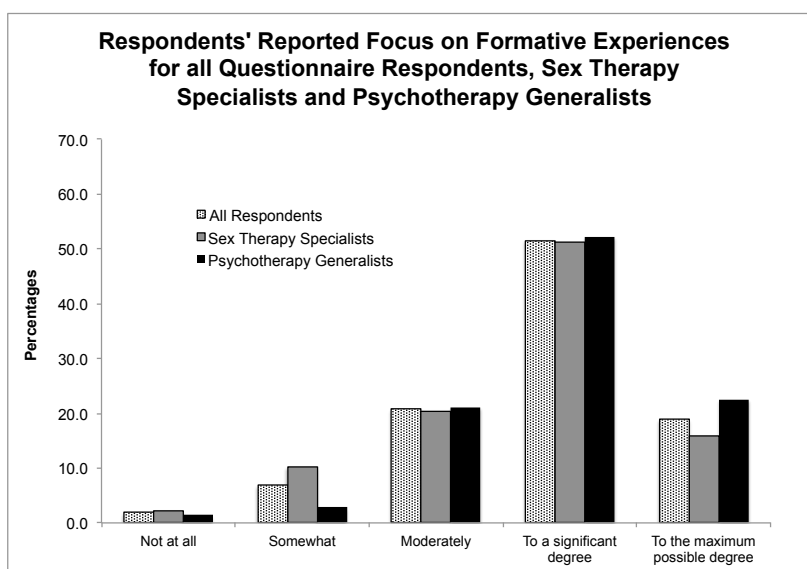 Respondents' Reported Focus on Formative Experiences
for all Questionnaire Respondents, Sex Therapy
Specialists and Psychotherapy Generalists
70.0
60.0
50.0
40.0
30.0
20.0
10.0
0.0
Percentages
All Respondents
Sex Therapy Specialists
Psychotherapy Generalists
Not at all
Somewhat
Moderately
To a significant
degree
To the maximum
possible degree